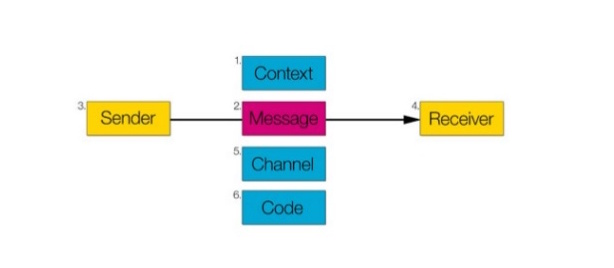 1. Context
3. Sender
2. Message
4. Receiver
5. Channel
6. Code